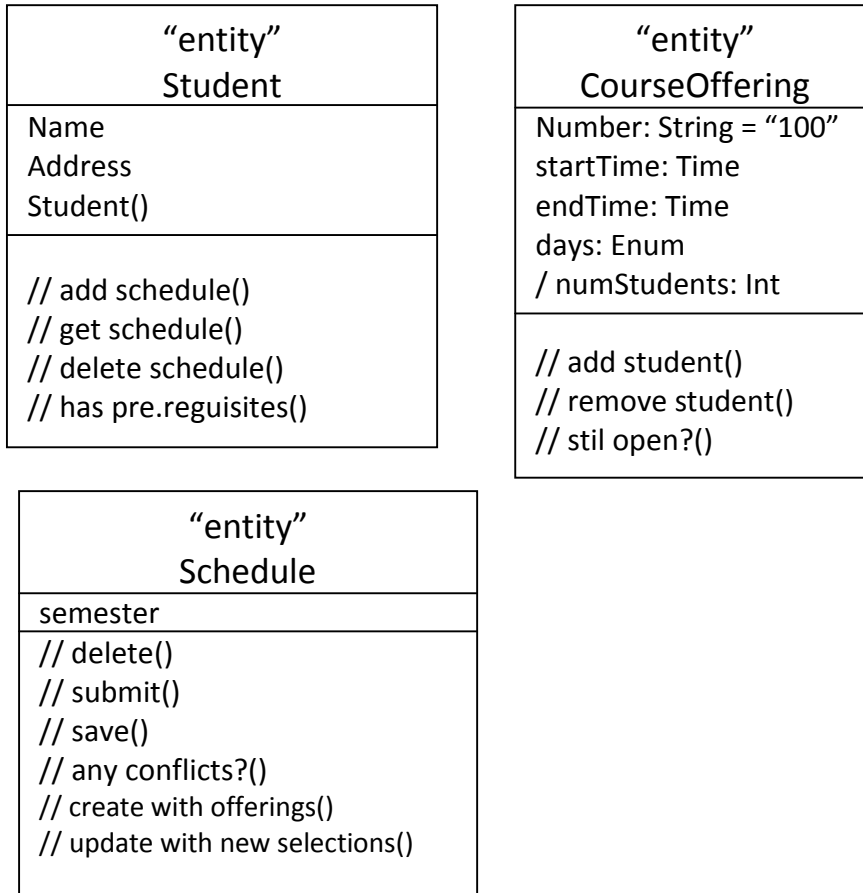 “entity”
Student
Name
Address
Student()
// add schedule()
// get schedule()
// delete schedule()
// has pre.reguisites()
“entity”
CourseOffering
Number: String = “100”
startTime: Time
endTime: Time
days: Enum
/ numStudents: Int
// add student()
// remove student()
// stil open?()
“entity”
Schedule
semester
// delete()
// submit()
// save()
// any conflicts?()
// create with offerings()
// update with new selections()